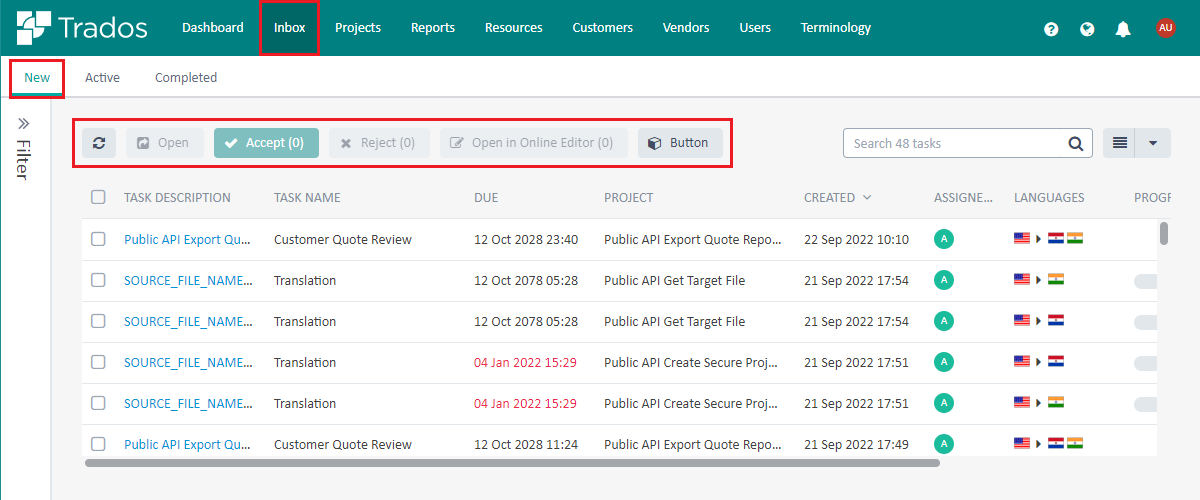 Trados Dashboard Inbox Projects Reports Resources Customers Vendors Users Terminology ? AU
New Active Completed
Filter
Open Accept (0) Reject (0) Open in Online Editor (0) Button Search 48 tasks
TASK DESCRIPTION TASK NAME DUE PROJECT CREATED ASSIGNE... LANGUAGES PROGR
Public API Export Qu... Customer Quote Review 12 Oct 2028 23:40 Public API Export Quote Repo... 22 Sep 2022 10:10 A
SOURCE_FILE_NAME... Translation 12 Oct 2078 05:28 Public API Get Target File 21 Sep 2022 17:54 A
SOURCE_FILE_NAME... Translation 12 Oct 2078 05:28 Public API Get Target File 21 Sep 2022 17:54 A
SOURCE_FILE_NAME... Translation 04 Jan 2022 15:29 Public API Create Secure Proj... 21 Sep 2022 17:51 A
SOURCE_FILE_NAME... Translation 04 Jan 2022 15:29 Public API Create Secure Proj... 21 Sep 2022 17:51 A
Public API Export Qu... Customer Quote Review 12 Oct 2028 11:24 Public API Export Quote Repo... 21 Sep 2022 17:49 A